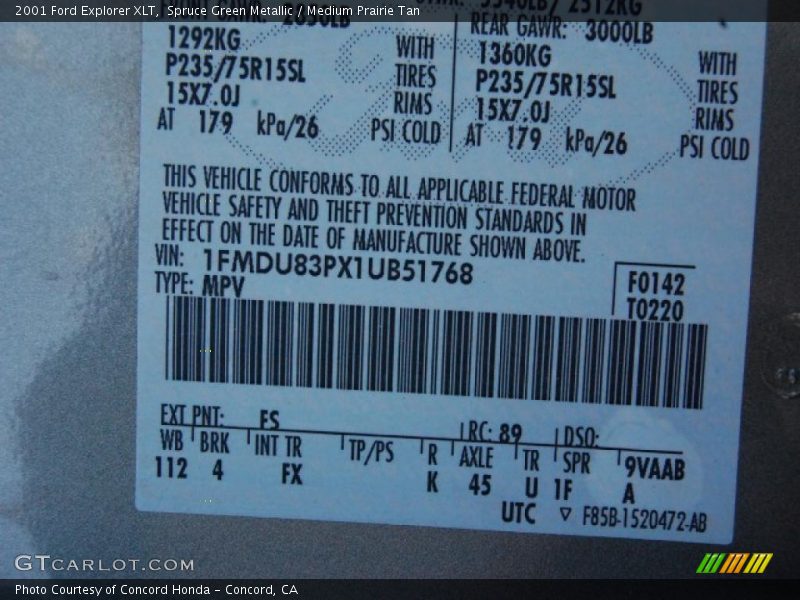 2001 Ford Explorer XLT, Spruce Green Metallic / Medium Prairie Tan
FRONT GAWR: 2850LB
1292KG WITH
P235/75R15SL TIRES
15X7.0J RIMS
AT 179 kPa/26 PSI COLD
5540LB/ 2512KG
REAR GAWR: 3000LB
1360KG WITH
P235/75R15SL TIRES
15X7.0J RIMS
AT 179 kPa/26 PSI COLD
THIS VEHICLE CONFORMS TO ALL APPLICABLE FEDERAL MOTOR
VEHICLE SAFETY AND THEFT PREVENTION STANDARDS IN
EFFECT ON THE DATE OF MANUFACTURE SHOWN ABOVE.
VIN: 1FMDU83PX1UB51768
TYPE: MPV
F0142
T0220
EXT PNT: FS RC: 89 DSO:
WB BRK INT TR TP/PS R AXLE TR SPR 9VAAB
112 4 FX K 45 U 1F A
UTC ▽ F85B-1520472-AB
GTCARLOT.COM
Photo Courtesy of Concord Honda - Concord, CA